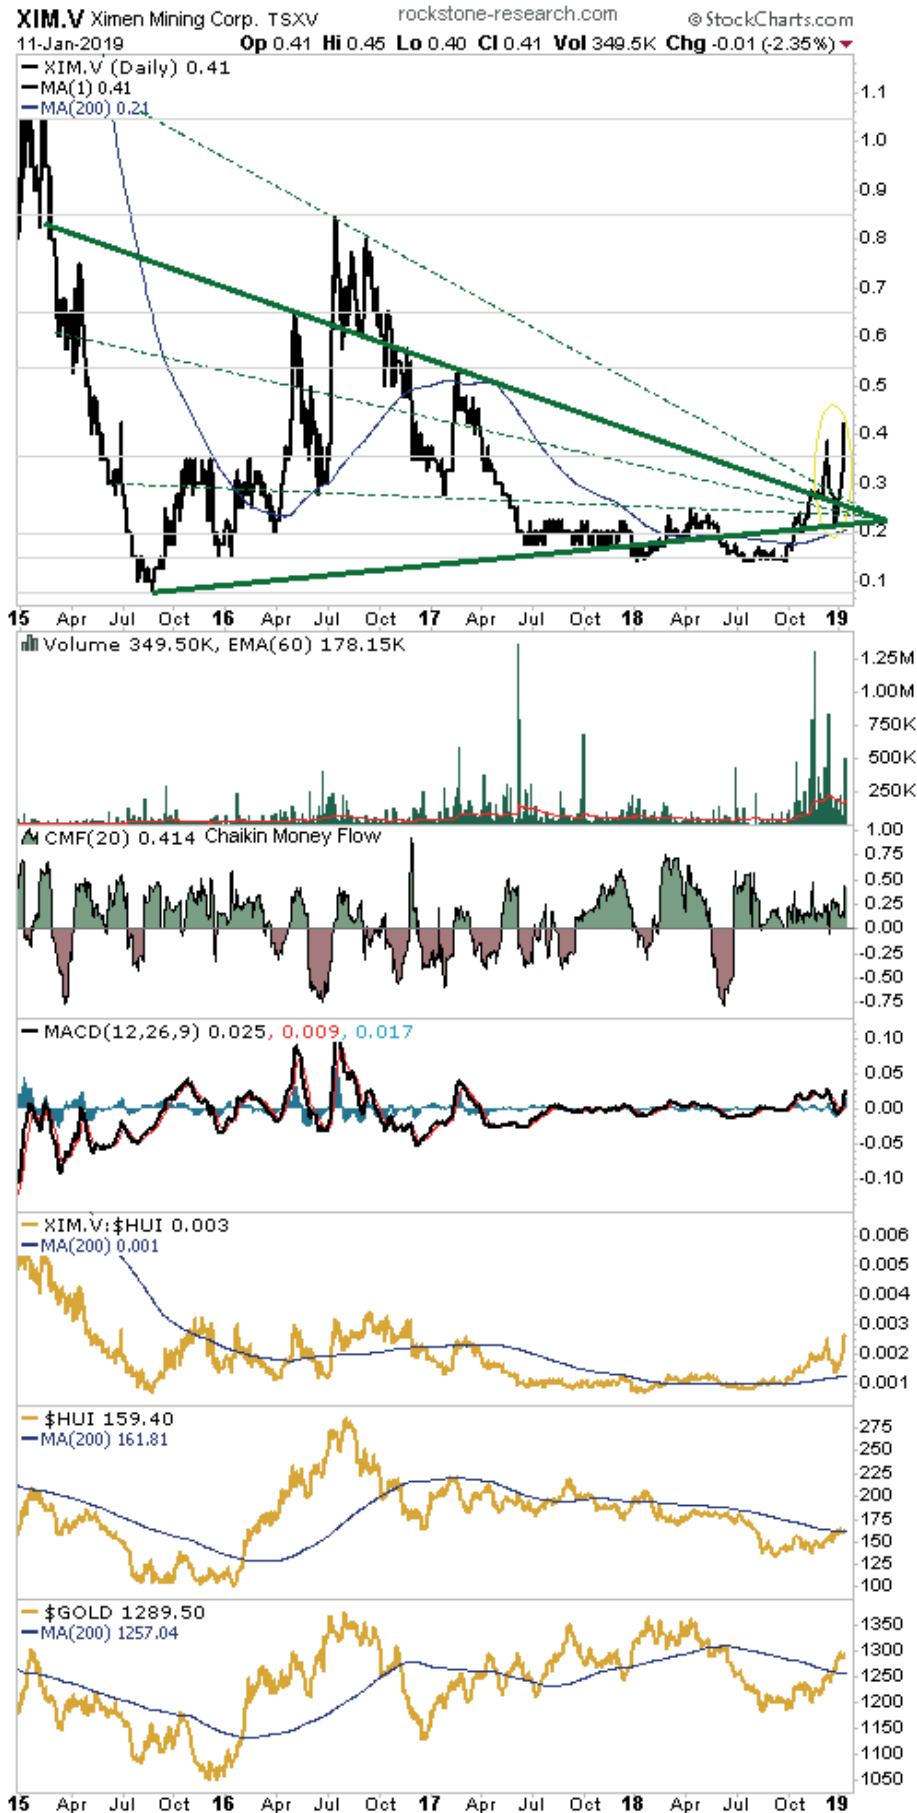 XIM.V Ximen Mining Corp. TSXV rockstone-research.com © StockCharts.com
11-Jan-2019 Op 0.41 Hi 0.45 Lo 0.40 Cl 0.41 Vol 349.5K Chg -0.01 (-2.35%)
XIM.V (Daily) 0.41
MA(1) 0.41
MA(200) 0.21
1.1
1.0
0.9
0.8
0.7
0.6
0.5
0.4
0.3
0.2
0.1
15 Apr Jul Oct 16 Apr Jul Oct 17 Apr Jul Oct 18 Apr Jul Oct 19
Volume 349.50K, EMA(60) 178.15K
1.25M
1.00M
750K
500K
250K
CMF(20) 0.414 Chaikin Money Flow
1.00
0.75
0.50
0.25
0.00
-0.25
-0.50
-0.75
MACD(12,26,9) 0.025, 0.009, 0.017
0.10
0.05
0.00
-0.05
-0.10
XIM.V:$HUI 0.003
MA(200) 0.001
0.006
0.005
0.004
0.003
0.002
0.001
$HUI 159.40
MA(200) 161.81
275
250
225
200
175
150
125
100
$GOLD 1289.50
MA(200) 1257.04
1350
1300
1250
1200
1150
1100
1050
15 Apr Jul Oct 16 Apr Jul Oct 17 Apr Jul Oct 18 Apr Jul Oct 19